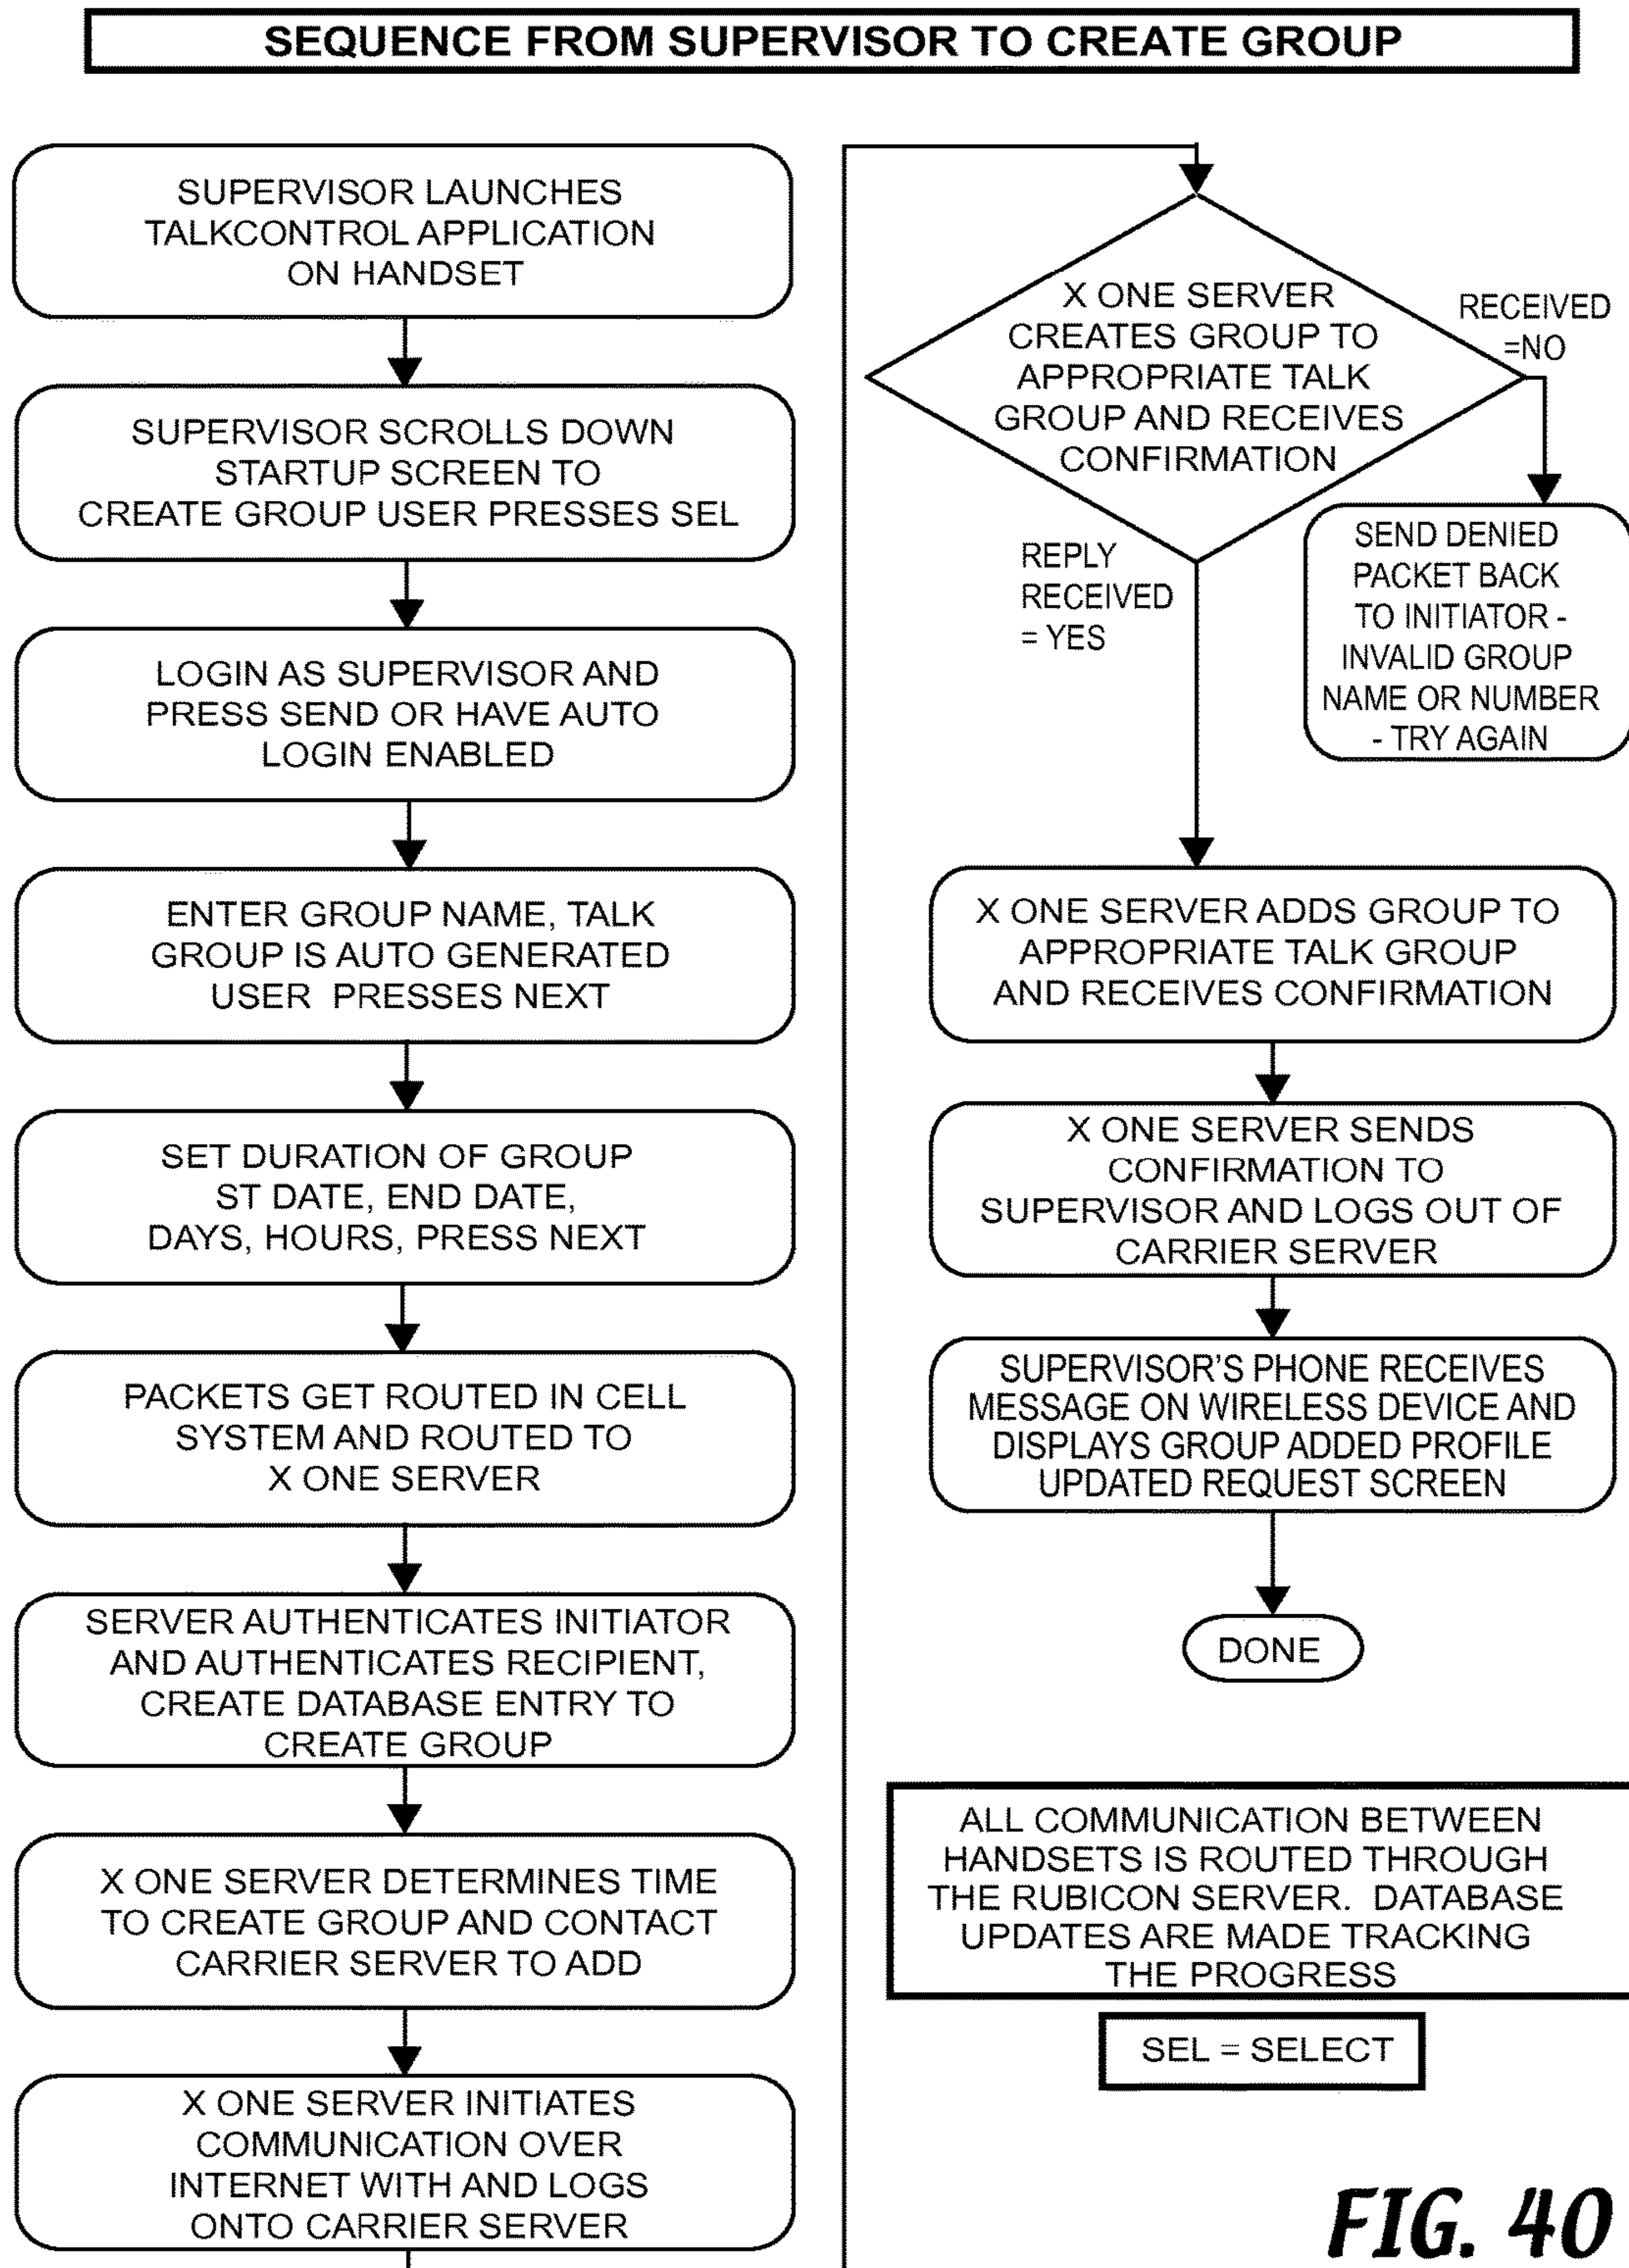 SEQUENCE FROM SUPERVISOR TO CREATE GROUP
SUPERVISOR LAUNCHES
TALKCONTROL APPLICATION
ON HANDSET
SUPERVISOR SCROLLS DOWN
STARTUP SCREEN TO
CREATE GROUP USER PRESSES SEL
LOGIN AS SUPERVISOR AND
PRESS SEND OR HAVE AUTO
LOGIN ENABLED
ENTER GROUP NAME, TALK
GROUP IS AUTO GENERATED
USER PRESSES NEXT
SET DURATION OF GROUP
ST DATE, END DATE,
DAYS, HOURS, PRESS NEXT
PACKETS GET ROUTED IN CELL
SYSTEM AND ROUTED TO
X ONE SERVER
SERVER AUTHENTICATES INITIATOR
AND AUTHENTICATES RECIPIENT,
CREATE DATABASE ENTRY TO
CREATE GROUP
X ONE SERVER DETERMINES TIME
TO CREATE GROUP AND CONTACT
CARRIER SERVER TO ADD
X ONE SERVER INITIATES
COMMUNICATION OVER
INTERNET WITH AND LOGS
ONTO CARRIER SERVER
X ONE SERVER
CREATES GROUP TO
APPROPRIATE TALK
GROUP AND RECEIVES
CONFIRMATION
RECEIVED
=NO
SEND DENIED
PACKET BACK
TO INITIATOR -
INVALID GROUP
NAME OR NUMBER
- TRY AGAIN
REPLY
RECEIVED
= YES
X ONE SERVER ADDS GROUP TO
APPROPRIATE TALK GROUP
AND RECEIVES CONFIRMATION
X ONE SERVER SENDS
CONFIRMATION TO
SUPERVISOR AND LOGS OUT OF
CARRIER SERVER
SUPERVISOR'S PHONE RECEIVES
MESSAGE ON WIRELESS DEVICE AND
DISPLAYS GROUP ADDED PROFILE
UPDATED REQUEST SCREEN
DONE
ALL COMMUNICATION BETWEEN
HANDSETS IS ROUTED THROUGH
THE RUBICON SERVER. DATABASE
UPDATES ARE MADE TRACKING
THE PROGRESS
SEL = SELECT
FIG. 40